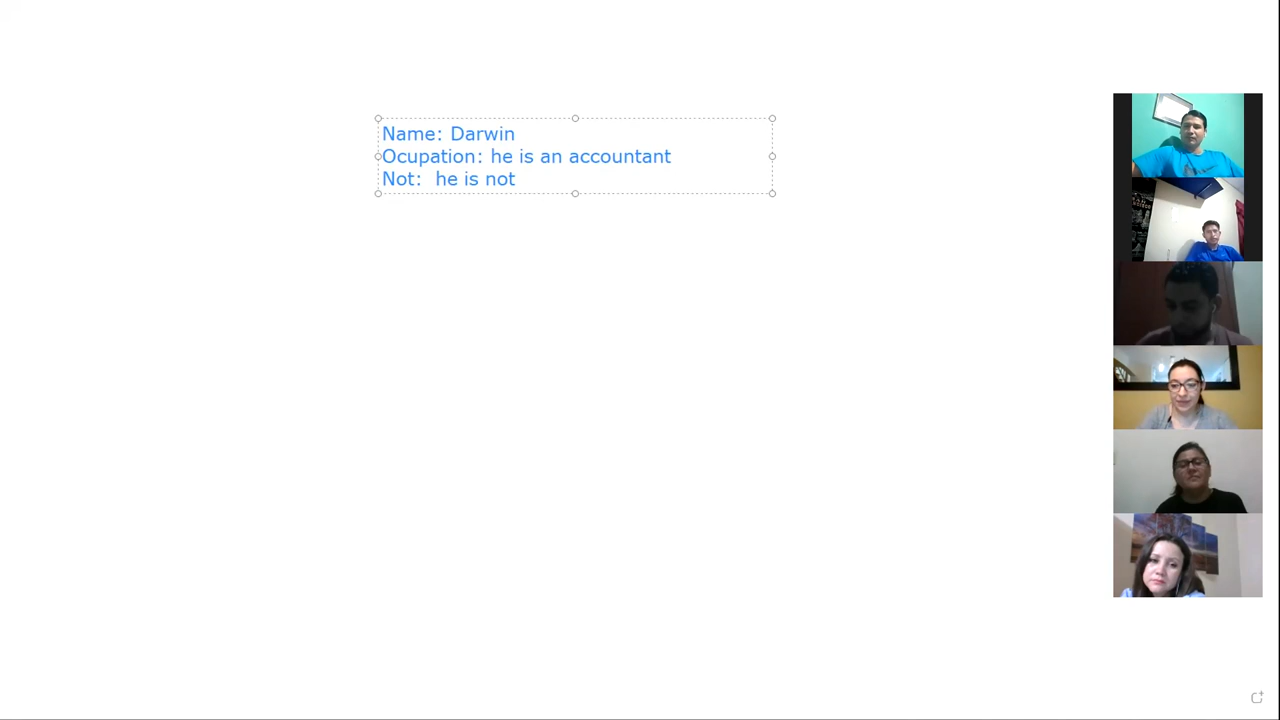 Name: Darwin
Ocupation: he is an accountant
Not:  he is not